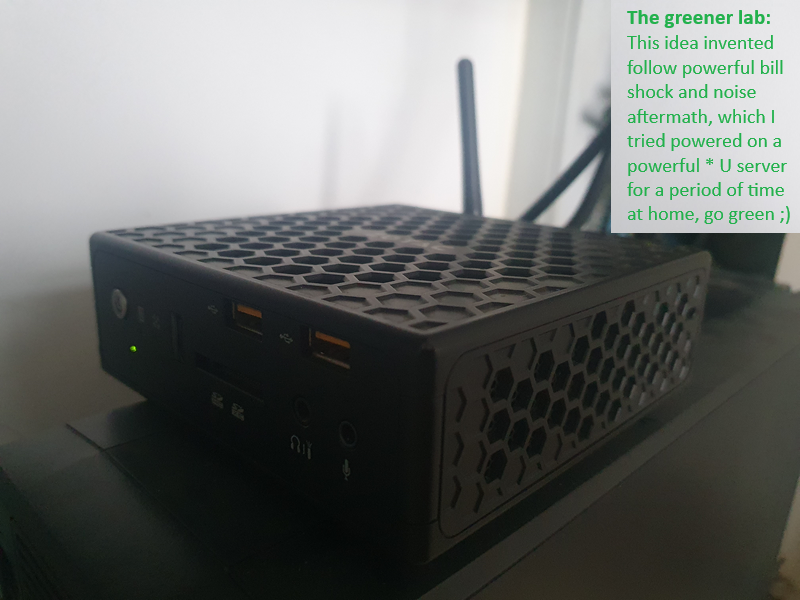 The greener lab:
This idea invented
follow powerful bill
shock and noise
aftermath, which I
tried powered on a
powerful * U server
for a period of time
at home, go green ;)